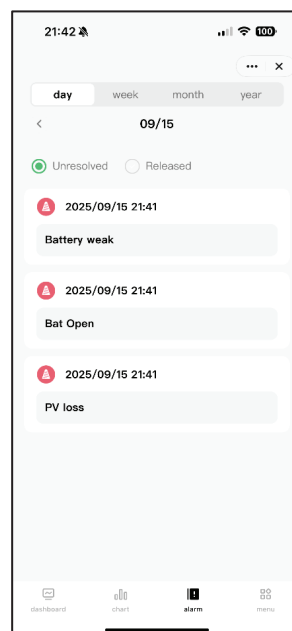 21:42
100
day week month year
09/15
Unresolved Released
2025/09/15 21:41
Battery weak
2025/09/15 21:41
Bat Open
2025/09/15 21:41
PV loss
dashboard chart alarm menu